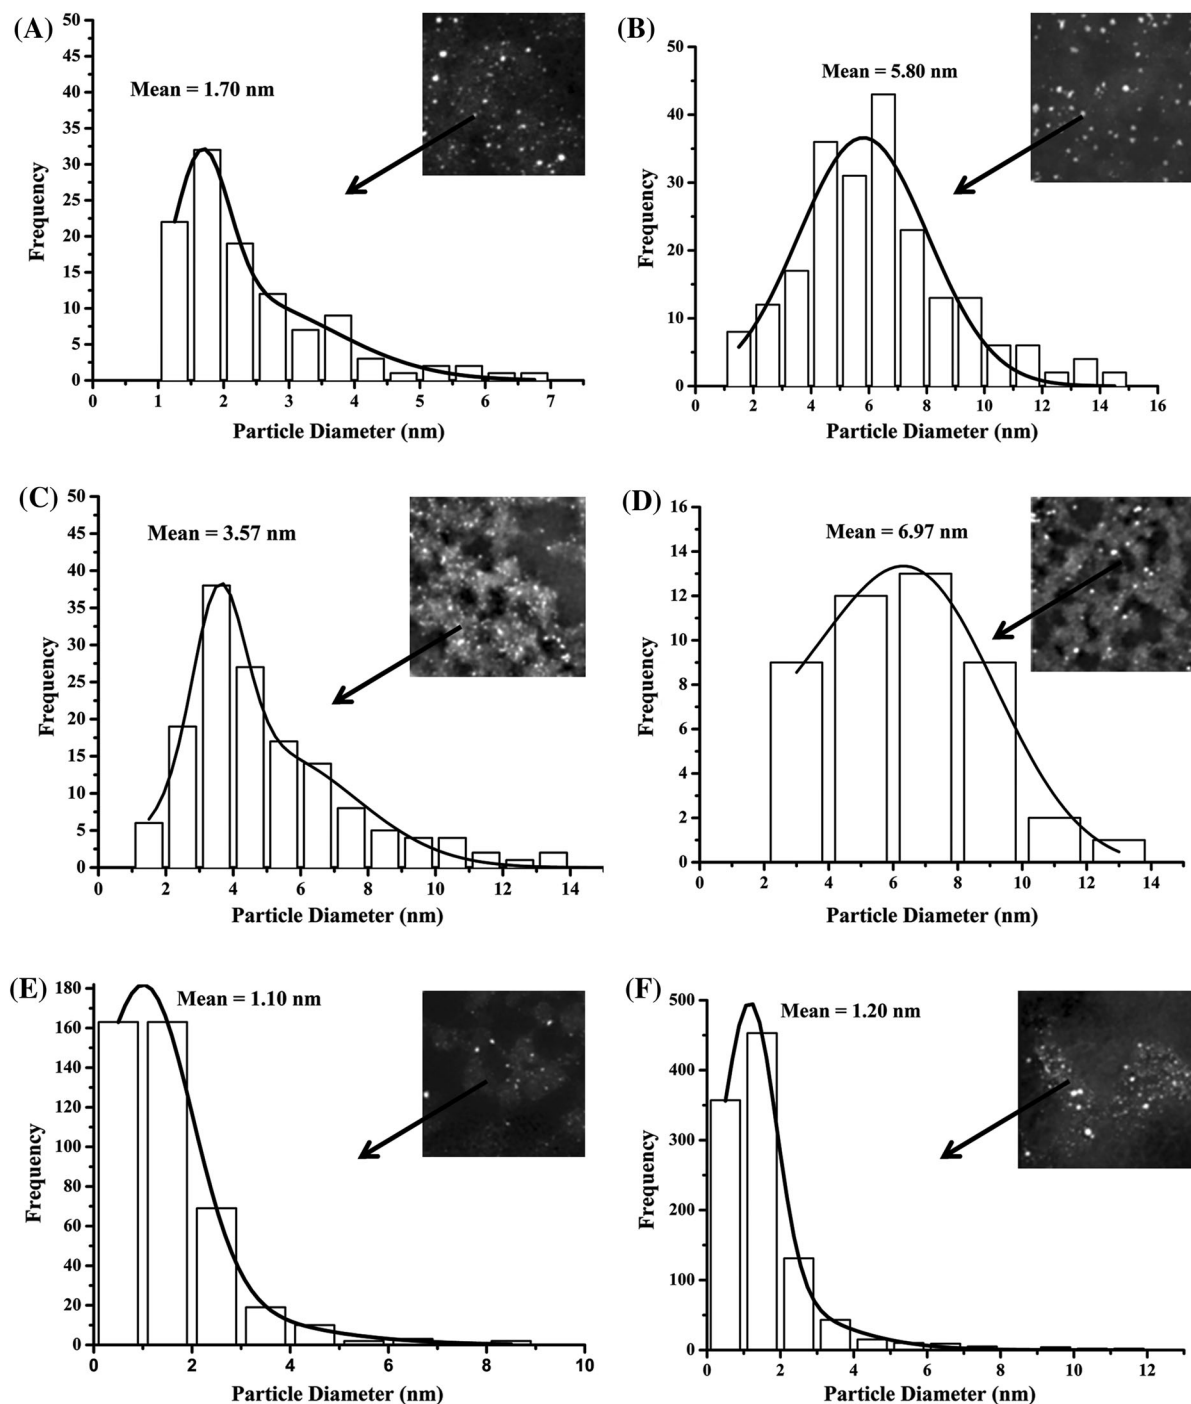 (A)
50
45
40
35
30
25
20
15
10
5
0
Frequency
Mean = 1.70 nm
0 1 2 3 4 5 6 7
Particle Diameter (nm)
(B)
50
40
30
20
10
0
Frequency
Mean = 5.80 nm
0 2 4 6 8 10 12 14 16
Particle Diameter (nm)
(C)
50
45
40
35
30
25
20
15
10
5
0
Frequency
Mean = 3.57 nm
0 2 4 6 8 10 12 14
Particle Diameter (nm)
(D)
16
14
12
10
8
6
4
2
0
Frequency
Mean = 6.97 nm
0 2 4 6 8 10 12 14
Particle Diameter (nm)
(E)
180
160
140
120
100
80
60
40
20
0
Frequency
Mean = 1.10 nm
0 2 4 6 8 10
Particle Diameter (nm)
(F)
500
400
300
200
100
0
Frequency
Mean = 1.20 nm
0 2 4 6 8 10 12
Particle Diameter (nm)